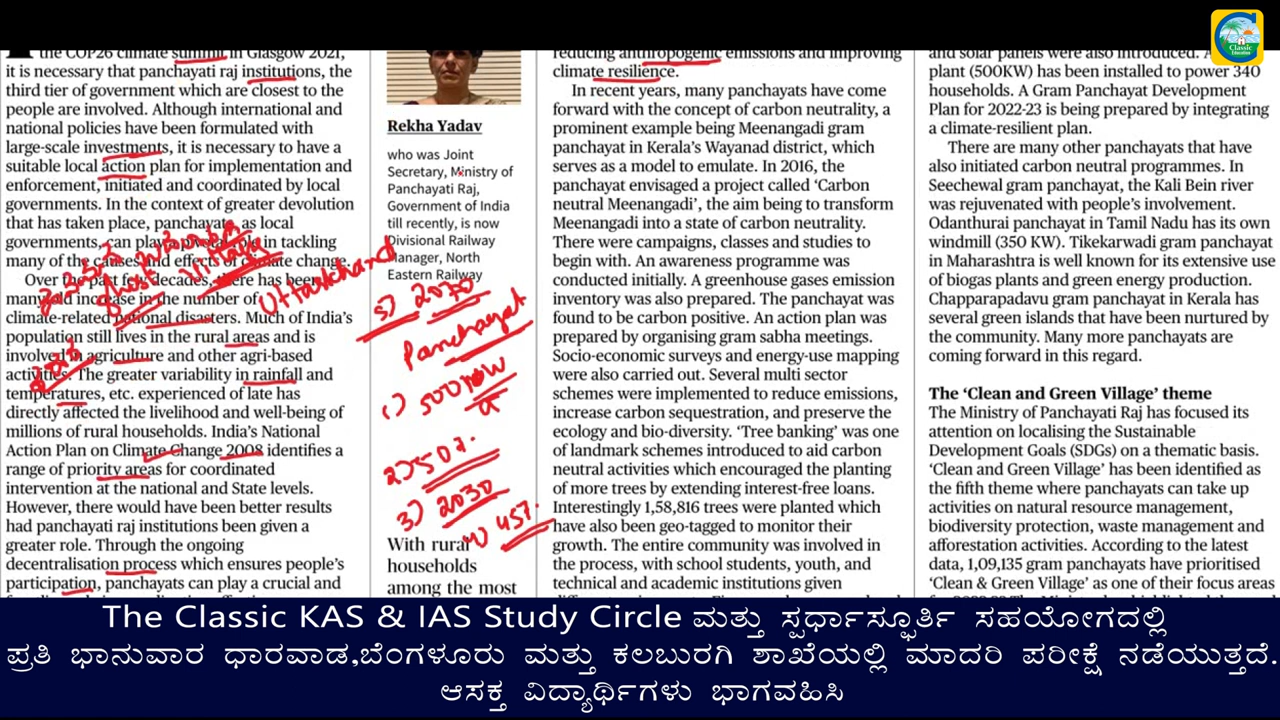 the COP26 climate summit in Glasgow 2021,
it is necessary that panchayati raj institutions, the
third tier of government which are closest to the
people are involved. Although international and
national policies have been formulated with
large-scale investments, it is necessary to have a
suitable local action plan for implementation and
enforcement, initiated and coordinated by local
governments. In the context of greater devolution
that has taken place, panchayats, as local
governments, can play a pivotal role in tackling
many of the causes and effects of climate change.
Over the past few decades, there has been a
manifold increase in the number of
climate-related national disasters. Much of India's
population still lives in the rural areas and is
involved in agriculture and other agri-based
activities. The greater variability in rainfall and
temperatures, etc. experienced of late has
directly affected the livelihood and well-being of
millions of rural households. India's National
Action Plan on Climate Change 2008 identifies a
range of priority areas for coordinated
intervention at the national and State levels.
However, there would have been better results
had panchayati raj institutions been given a
greater role. Through the ongoing
decentralisation process which ensures people's
participation, panchayats can play a crucial and
Village
Uttarkhand
Rekha Yadav
who was Joint
Secretary, Ministry of
Panchayati Raj,
Government of India
till recently, is now
Divisional Railway
Manager, North
Eastern Railway
5) 2070
Panchayat
1) 500 KW
2) 50%.
3) 2030
4) 45%.
With rural
households
among the most
reducing anthropogenic emissions and improving
climate resilience.
In recent years, many panchayats have come
forward with the concept of carbon neutrality, a
prominent example being Meenangadi gram
panchayat in Kerala's Wayanad district, which
serves as a model to emulate. In 2016, the
panchayat envisaged a project called 'Carbon
neutral Meenangadi', the aim being to transform
Meenangadi into a state of carbon neutrality.
There were campaigns, classes and studies to
begin with. An awareness programme was
conducted initially. A greenhouse gases emission
inventory was also prepared. The panchayat was
found to be carbon positive. An action plan was
prepared by organising gram sabha meetings.
Socio-economic surveys and energy-use mapping
were also carried out. Several multi sector
schemes were implemented to reduce emissions,
increase carbon sequestration, and preserve the
ecology and bio-diversity. 'Tree banking' was one
of landmark schemes introduced to aid carbon
neutral activities which encouraged the planting
of more trees by extending interest-free loans.
Interestingly 1,58,816 trees were planted which
have also been geo-tagged to monitor their
growth. The entire community was involved in
the process, with school students, youth, and
technical and academic institutions given
and solar panels were also introduced. A
plant (500KW) has been installed to power 340
households. A Gram Panchayat Development
Plan for 2022-23 is being prepared by integrating
a climate-resilient plan.
There are many other panchayats that have
also initiated carbon neutral programmes. In
Seechewal gram panchayat, the Kali Bein river
was rejuvenated with people's involvement.
Odanthurai panchayat in Tamil Nadu has its own
windmill (350 KW). Tikekarwadi gram panchayat
in Maharashtra is well known for its extensive use
of biogas plants and green energy production.
Chapparapadavu gram panchayat in Kerala has
several green islands that have been nurtured by
the community. Many more panchayats are
coming forward in this regard.
The 'Clean and Green Village' theme
The Ministry of Panchayati Raj has focused its
attention on localising the Sustainable
Development Goals (SDGs) on a thematic basis.
'Clean and Green Village' has been identified as
the fifth theme where panchayats can take up
activities on natural resource management,
biodiversity protection, waste management and
afforestation activities. According to the latest
data, 1,09,135 gram panchayats have prioritised
'Clean & Green Village' as one of their focus areas
Classic
Education
The Classic KAS & IAS Study Circle ಮತ್ತು ಸ್ಪರ್ಧಾಸ್ಫೂರ್ತಿ ಸಹಯೋಗದಲ್ಲಿ
ಪ್ರತಿ ಭಾನುವಾರ ಧಾರವಾಡ,ಬೆಂಗಳೂರು ಮತ್ತು ಕಲಬುರಗಿ ಶಾಖೆಯಲ್ಲಿ ಮಾದರಿ ಪರೀಕ್ಷೆ ನಡೆಯುತ್ತದೆ.
ಆಸಕ್ತ ವಿದ್ಯಾರ್ಥಿಗಳು ಭಾಗವಹಿಸಿ